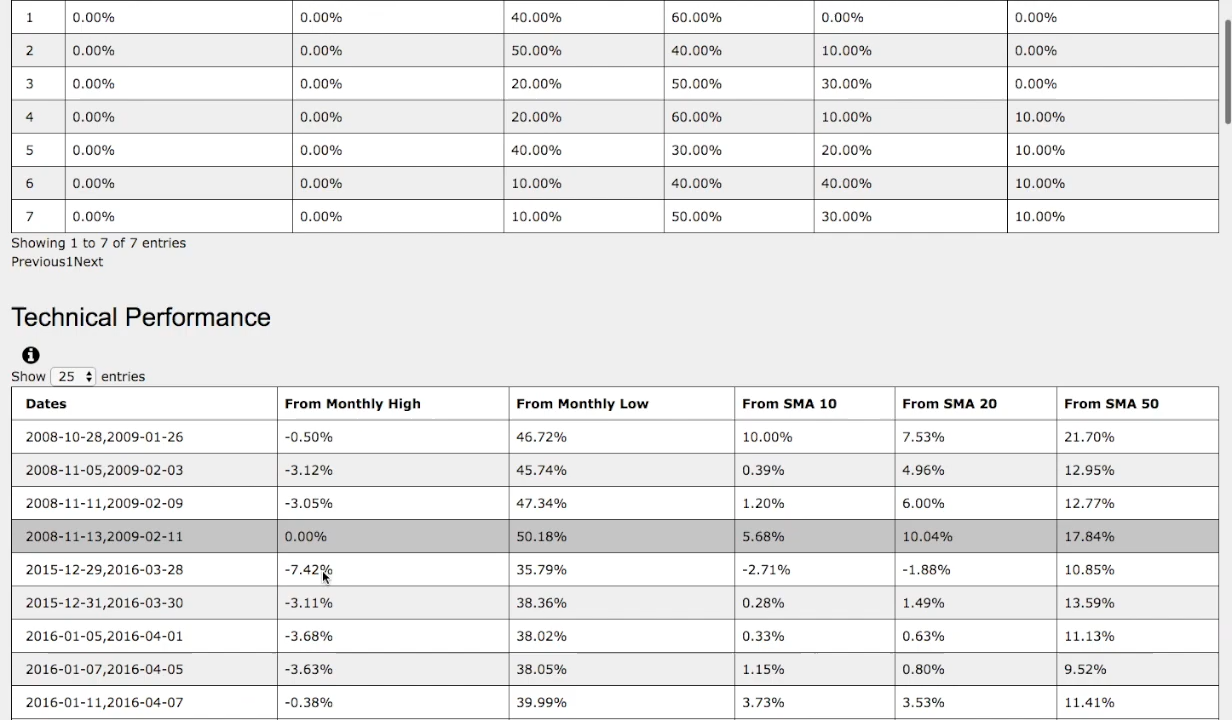 1 0.00% 0.00% 40.00% 60.00% 0.00% 0.00%
2 0.00% 0.00% 50.00% 40.00% 10.00% 0.00%
3 0.00% 0.00% 20.00% 50.00% 30.00% 0.00%
4 0.00% 0.00% 20.00% 60.00% 10.00% 10.00%
5 0.00% 0.00% 40.00% 30.00% 20.00% 10.00%
6 0.00% 0.00% 10.00% 40.00% 40.00% 10.00%
7 0.00% 0.00% 10.00% 50.00% 30.00% 10.00%
Showing 1 to 7 of 7 entries
Previous1Next
Technical Performance
Show 25 entries
Dates From Monthly High From Monthly Low From SMA 10 From SMA 20 From SMA 50
2008-10-28,2009-01-26 -0.50% 46.72% 10.00% 7.53% 21.70%
2008-11-05,2009-02-03 -3.12% 45.74% 0.39% 4.96% 12.95%
2008-11-11,2009-02-09 -3.05% 47.34% 1.20% 6.00% 12.77%
2008-11-13,2009-02-11 0.00% 50.18% 5.68% 10.04% 17.84%
2015-12-29,2016-03-28 -7.42% 35.79% -2.71% -1.88% 10.85%
2015-12-31,2016-03-30 -3.11% 38.36% 0.28% 1.49% 13.59%
2016-01-05,2016-04-01 -3.68% 38.02% 0.33% 0.63% 11.13%
2016-01-07,2016-04-05 -3.63% 38.05% 1.15% 0.80% 9.52%
2016-01-11,2016-04-07 -0.38% 39.99% 3.73% 3.53% 11.41%